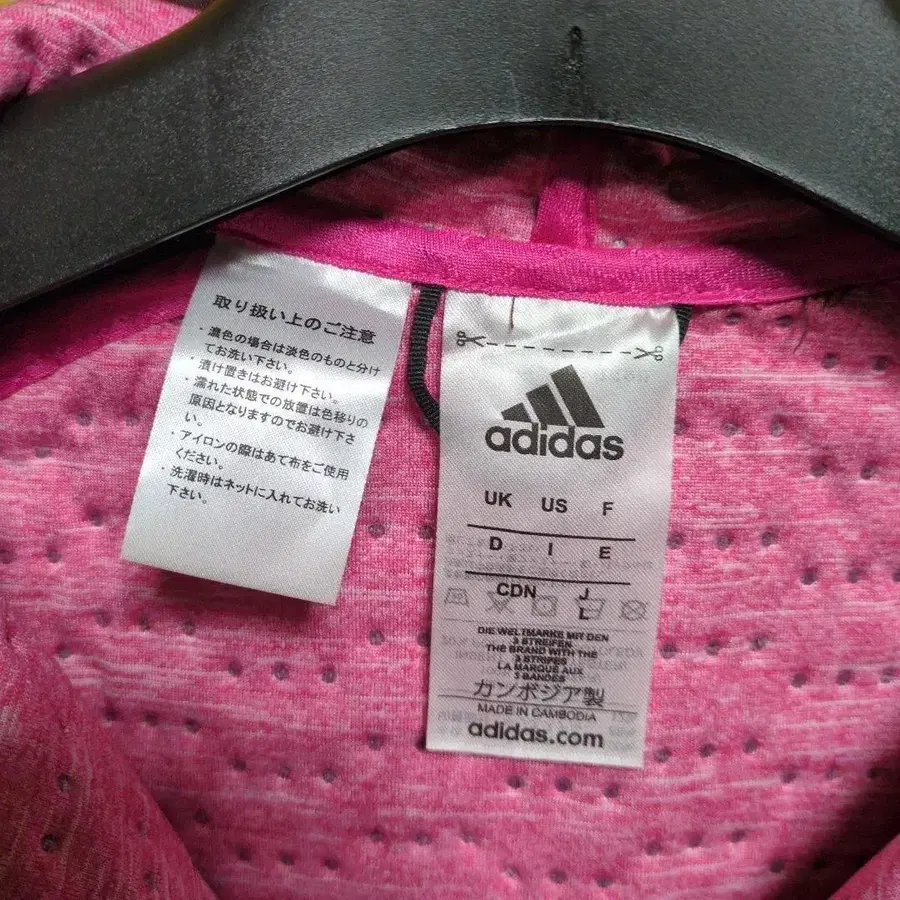 取り扱い上のご注意
・濃色の場合は淡色のものと分け
てお洗い下さい。
・漬け置きはお避け下さい。
・濡れた状態での放置は色移りの
原因となりますのでお避け下さ
い。
・アイロンの際はあて布をご使用
ください。
・洗濯時はネットに入れてお洗い
下さい。
adidas
UK US F
D I E
CDN J
L
DIE WELTMARKE MIT DEN
3 STREIFEN
THE BRAND WITH THE
3 STRIPES
LA MARQUE AUX
3 BANDES
カンボジア製
MADE IN CAMBODIA
adidas.com